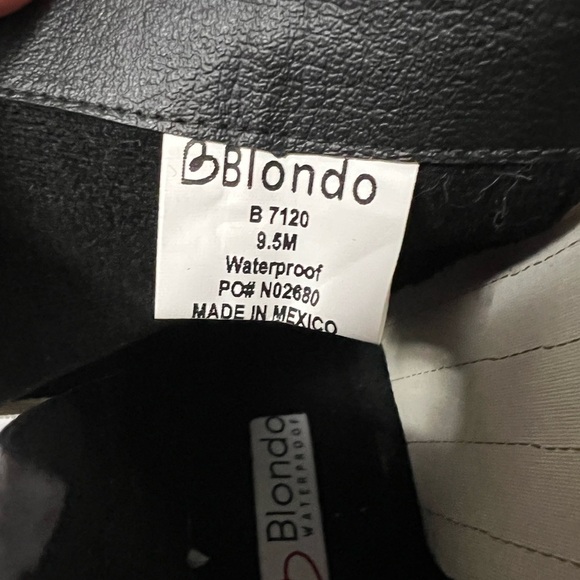 Blondo
B 7120
9.5M
Waterproof
PO# N02680
MADE IN MEXICO
Blondo
WATERPROOF